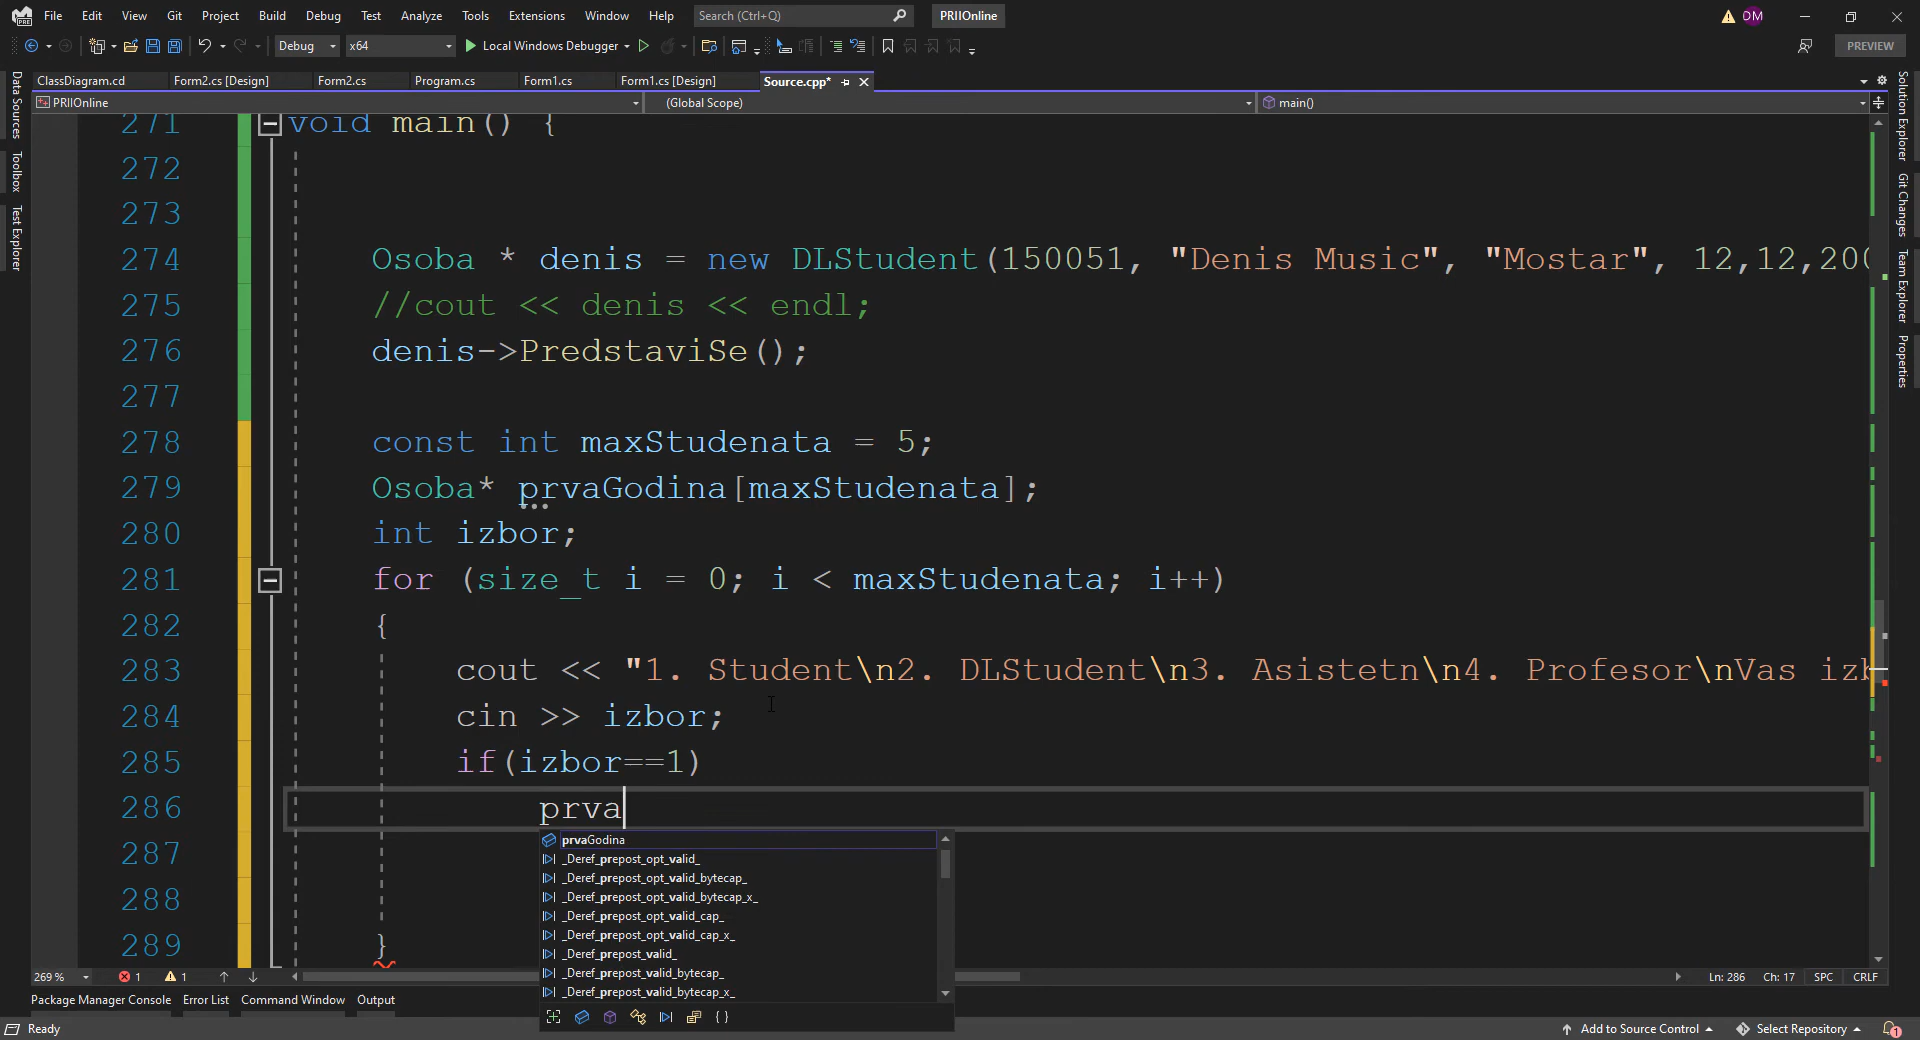 File Edit View Git Project Build Debug Test Analyze Tools Extensions Window Help Search (Ctrl+Q) PRIIOnline DM
Debug x64 Local Windows Debugger PREVIEW
ClassDiagram.cd Form2.cs [Design] Form2.cs Program.cs Form1.cs Form1.cs [Design] Source.cpp*
PRIIOnline (Global Scope) main()
271 void main() {
272
273
274 Osoba * denis = new DLStudent(150051, "Denis Music", "Mostar", 12,12,200
275 //cout << denis << endl;
276 denis->PredstaviSe();
277
278 const int maxStudenata = 5;
279 Osoba* prvaGodina[maxStudenata];
280 int izbor;
281 for (size_t i = 0; i < maxStudenata; i++)
282 {
283 cout << "1. Student\n2. DLStudent\n3. Asistetn\n4. Profesor\nVas izb
284 cin >> izbor;
285 if(izbor==1)
286 prva
287
288
289 }
prvaGodina
_Deref_prepost_opt_valid_
_Deref_prepost_opt_valid_bytecap_
_Deref_prepost_opt_valid_bytecap_x_
_Deref_prepost_opt_valid_cap_
_Deref_prepost_opt_valid_cap_x_
_Deref_prepost_valid_
_Deref_prepost_valid_bytecap_
_Deref_prepost_valid_bytecap_x_
269 % 1 1 Ln: 286 Ch: 17 SPC CRLF
Package Manager Console Error List Command Window Output
Ready Add to Source Control Select Repository 1
Data Sources
Toolbox
Test Explorer
Solution Explorer
Git Changes
Team Explorer
Properties